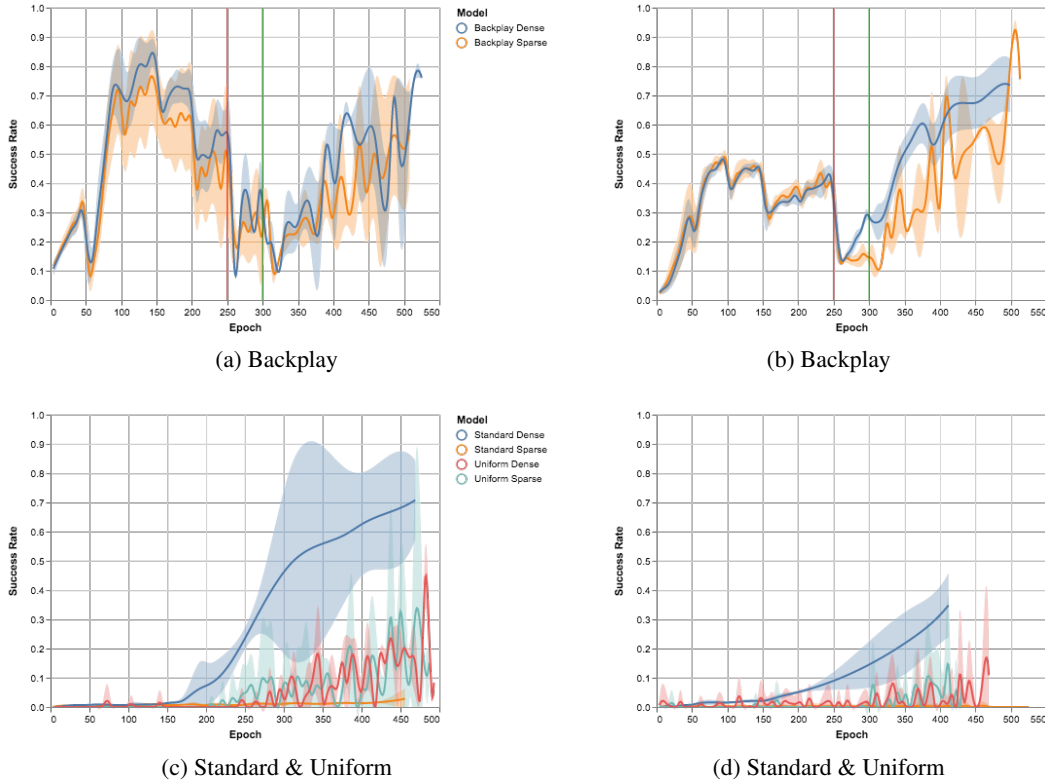 Model
Backplay Dense
Backplay Sparse
1.0
0.9
0.8
0.7
0.6
0.5
0.4
0.3
0.2
0.1
0.0
Success Rate
0 50 100 150 200 250 300 350 400 450 500 550
Epoch
(a) Backplay
1.0
0.9
0.8
0.7
0.6
0.5
0.4
0.3
0.2
0.1
0.0
Success Rate
0 50 100 150 200 250 300 350 400 450 500 550
Epoch
(b) Backplay
Model
Standard Dense
Standard Sparse
Uniform Dense
Uniform Sparse
1.0
0.9
0.8
0.7
0.6
0.5
0.4
0.3
0.2
0.1
0.0
Success Rate
0 50 100 150 200 250 300 350 400 450 500
Epoch
(c) Standard & Uniform
1.0
0.9
0.8
0.7
0.6
0.5
0.4
0.3
0.2
0.1
0.0
Success Rate
0 50 100 150 200 250 300 350 400 450 500 550
Epoch
(d) Standard & Uniform